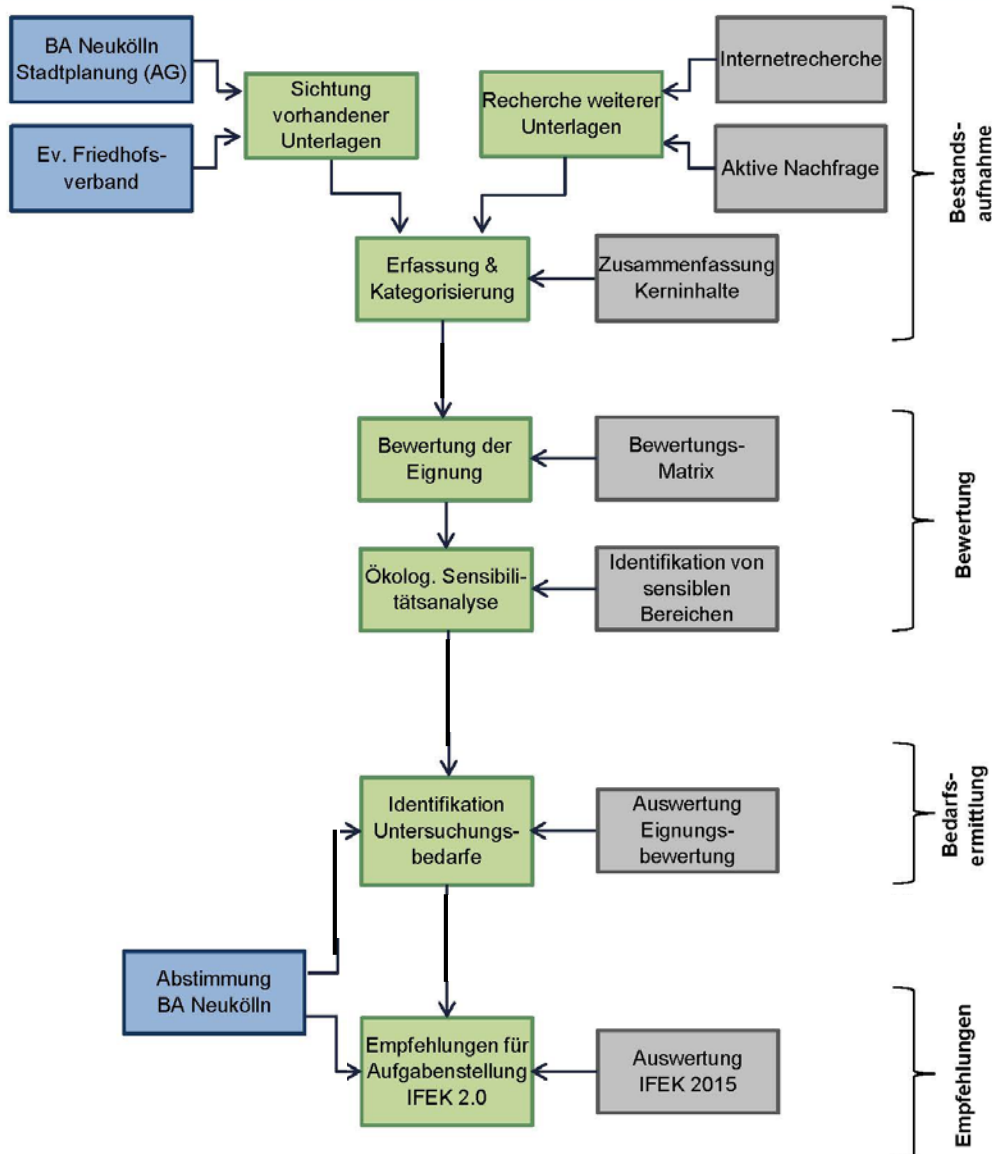 BA Neukölln
Stadtplanung (AG)
Ev. Friedhofs-
verband
Sichtung
vorhandener
Unterlagen
Recherche weiterer
Unterlagen
Internetrecherche
Aktive Nachfrage
Erfassung &
Kategorisierung
Zusammenfassung
Kerninhalte
Bestands-
aufnahme
Bewertung der
Eignung
Bewertungs-
Matrix
Ökolog. Sensibili-
tätsanalyse
Identifikation von
sensiblen
Bereichen
Bewertung
Identifikation
Untersuchungs-
bedarfe
Auswertung
Eignungs-
bewertung
Bedarfs-
ermittlung
Abstimmung
BA Neukölln
Empfehlungen für
Aufgabenstellung
IFEK 2.0
Auswertung
IFEK 2015
Empfehlungen